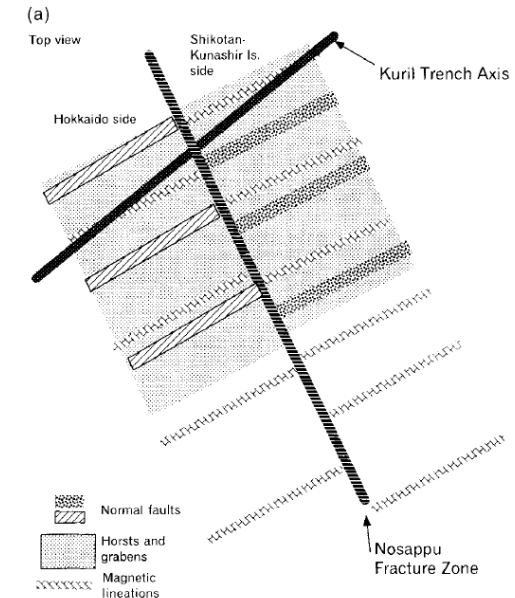 (a)
Top view
Shikotan-
Kunashir Is.
side
Kuril Trench Axis
Hokkaido side
Normal faults
Horsts and
grabens
Magnetic
lineations
Nosappu
Fracture Zone